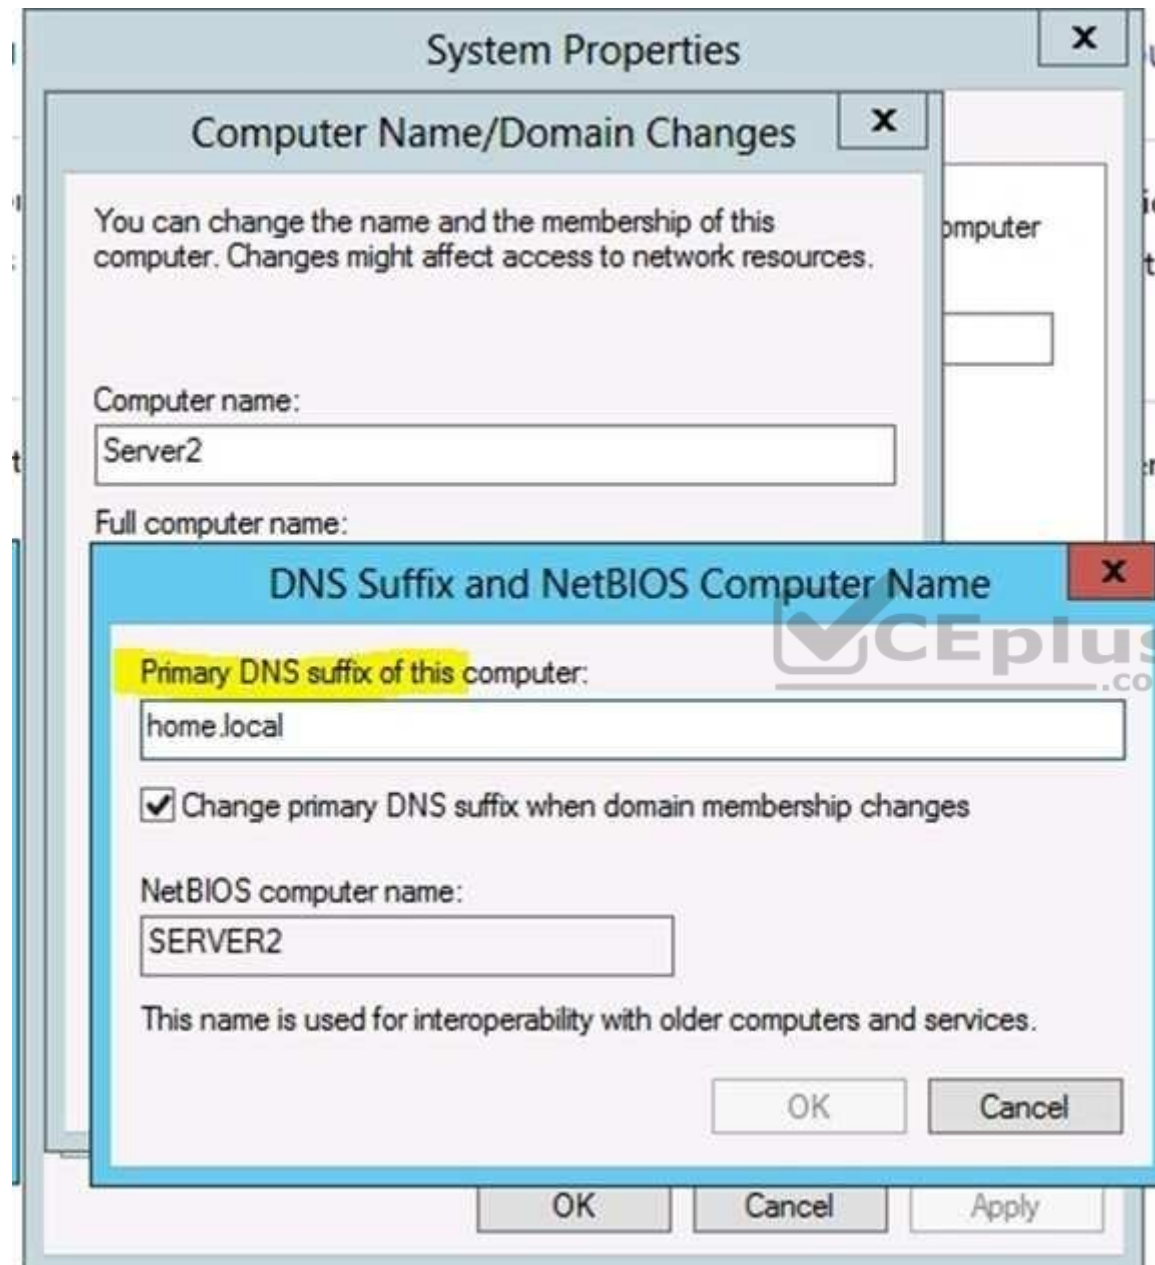 System Properties
x
Computer Name/Domain Changes
x
You can change the name and the membership of this
computer. Changes might affect access to network resources.
omputer
Computer name:
Server2
Full computer name:
DNS Suffix and NetBIOS Computer Name
x
CEplus
.co
Primary DNS suffix of this computer:
home.local
Change primary DNS suffix when domain membership changes
NetBIOS computer name:
SERVER2
This name is used for interoperability with older computers and services.
OK Cancel
OK Cancel Apply